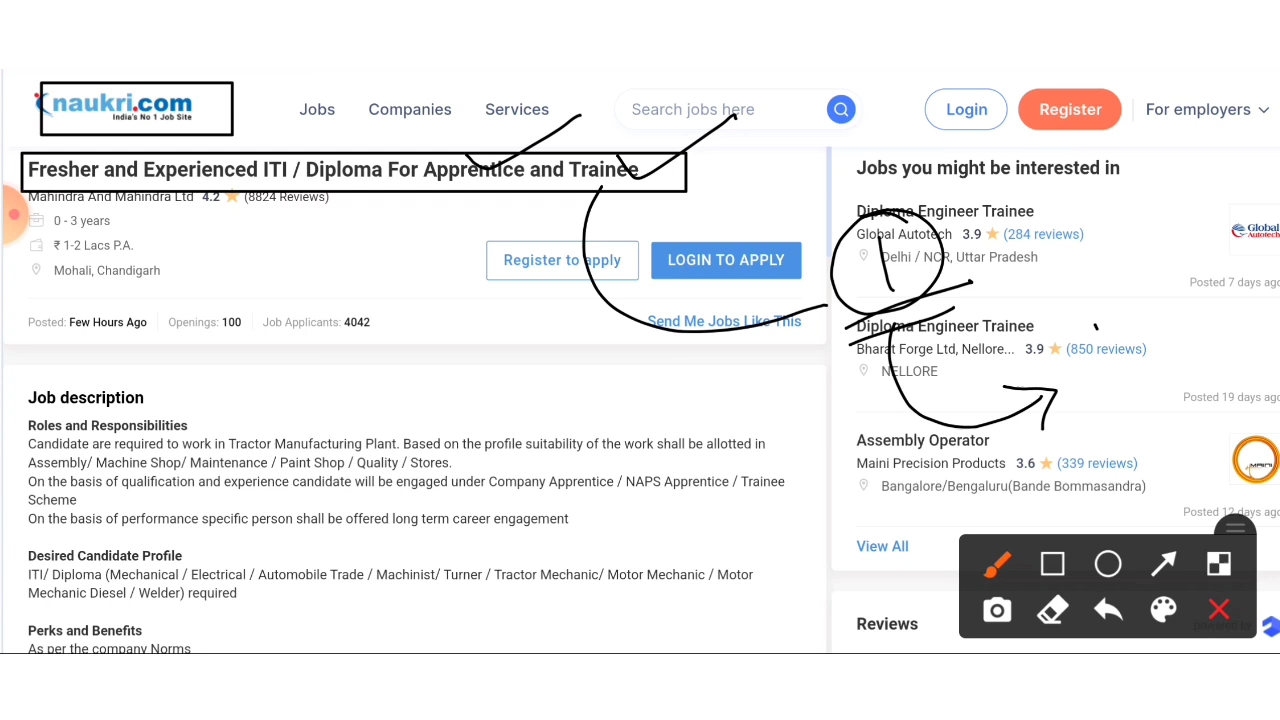 naukri.com
India's No 1 Job Site
Jobs Companies Services
Search jobs here
Login
Register
For employers
Fresher and Experienced ITI / Diploma For Apprentice and Trainee
Mahindra And Mahindra Ltd 4.2 (8824 Reviews)
0 - 3 years
₹ 1-2 Lacs P.A.
Mohali, Chandigarh
Register to apply
LOGIN TO APPLY
Posted: Few Hours Ago Openings: 100 Job Applicants: 4042
Send Me Jobs Like This
Job description
Roles and Responsibilities
Candidate are required to work in Tractor Manufacturing Plant. Based on the profile suitability of the work shall be allotted in
Assembly/ Machine Shop/ Maintenance / Paint Shop / Quality / Stores.
On the basis of qualification and experience candidate will be engaged under Company Apprentice / NAPS Apprentice / Trainee
Scheme
On the basis of performance specific person shall be offered long term career engagement
Desired Candidate Profile
ITI/ Diploma (Mechanical / Electrical / Automobile Trade / Machinist/ Turner / Tractor Mechanic/ Motor Mechanic / Motor
Mechanic Diesel / Welder) required
Perks and Benefits
As per the company Norms
Jobs you might be interested in
Diploma Engineer Trainee
Global Autotech 3.9 (284 reviews)
Delhi / NCR, Uttar Pradesh
Global
Autotech
Posted 7 days ago
1
Diploma Engineer Trainee
Bharat Forge Ltd, Nellore... 3.9 (850 reviews)
NELLORE
Posted 19 days ago
Assembly Operator
Maini Precision Products 3.6 (339 reviews)
Bangalore/Bengaluru(Bande Bommasandra)
MAINI
Posted 12 days ago
View All
Reviews